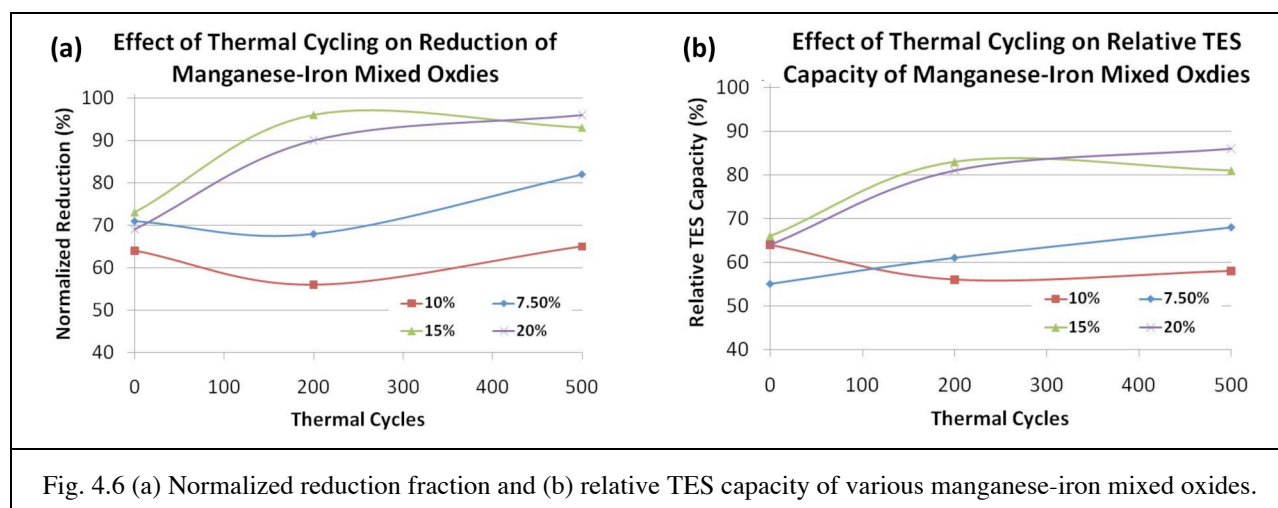 (a)
Effect of Thermal Cycling on Reduction of
Manganese-Iron Mixed Oxdies
Normalized Reduction (%)
100
90
80
70
60
50
40
0 100 200 300 400 500
Thermal Cycles
10% 7.50%
15% 20%
(b)
Effect of Thermal Cycling on Relative TES
Capacity of Manganese-Iron Mixed Oxdies
Relative TES Capacity (%)
100
90
80
70
60
50
40
0 100 200 300 400 500
Thermal Cycles
10% 7.50%
15% 20%
Fig. 4.6 (a) Normalized reduction fraction and (b) relative TES capacity of various manganese-iron mixed oxides.